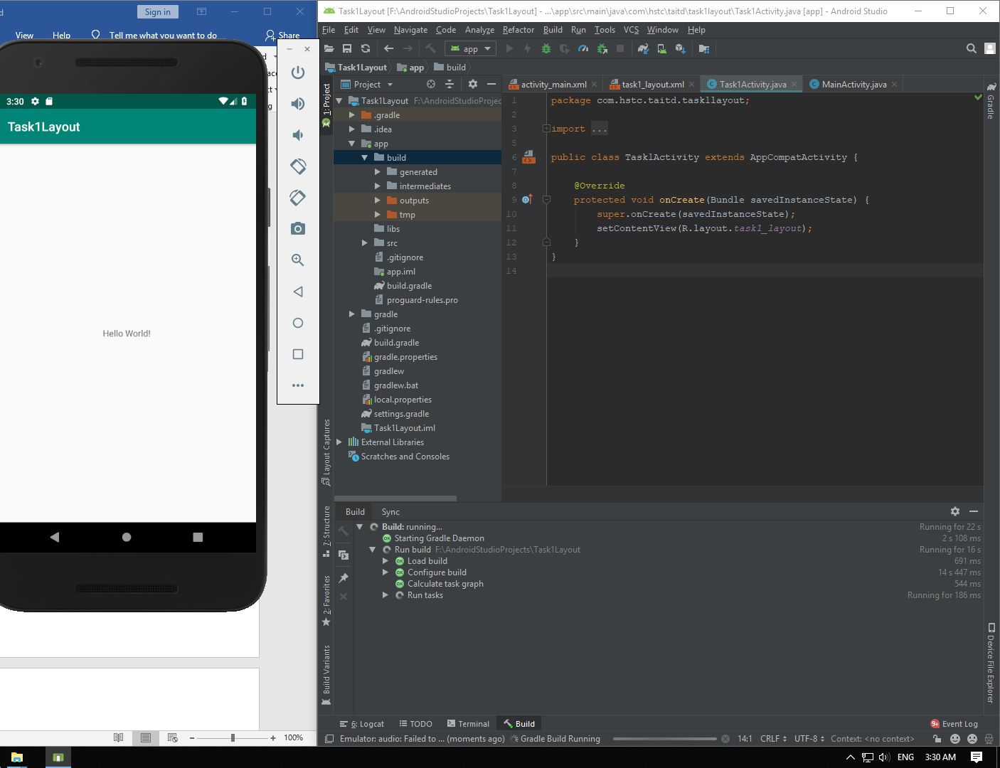 Sign in
View Help Tell me what you want to do Share
3:30
Task1Layout
Hello World!
100%
Task1Layout [F:\AndroidStudioProjects\Task1Layout] - ...\app\src\main\java\com\hstc\taitd\task1layout\Task1Activity.java [app] - Android Studio
File Edit View Navigate Code Analyze Refactor Build Run Tools VCS Window Help
app
Task1Layout app build
Project
activity_main.xml task1_layout.xml Task1Activity.java MainActivity.java
1: Project
Layout Captures
7: Structure
2: Favorites
Build Variants
Task1Layout F:\AndroidStudioProjec
.gradle
.idea
app
build
generated
intermediates
outputs
tmp
libs
src
.gitignore
app.iml
build.gradle
proguard-rules.pro
gradle
.gitignore
build.gradle
gradle.properties
gradlew
gradlew.bat
local.properties
settings.gradle
Task1Layout.iml
External Libraries
Scratches and Consoles
1 package com.hstc.taitd.task1layout;
2
3 import ...
5
6 public class Task1Activity extends AppCompatActivity {
7
8 @Override
9 protected void onCreate(Bundle savedInstanceState) {
10 super.onCreate(savedInstanceState);
11 setContentView(R.layout.task1_layout);
12 }
13 }
14
Gradle
Device File Explorer
Build Sync
Build: running... Running for 22 s
Starting Gradle Daemon 2 s 108 ms
Run build F:\AndroidStudioProjects\Task1Layout Running for 16 s
Load build 691 ms
Configure build 14 s 447 ms
Calculate task graph 544 ms
Run tasks Running for 186 ms
6: Logcat TODO Terminal Build 9+ Event Log
Emulator: audio: Failed to ... (moments ago) Gradle Build Running 14:1 CRLF UTF-8 Context: <no context>
ENG 3:30 AM